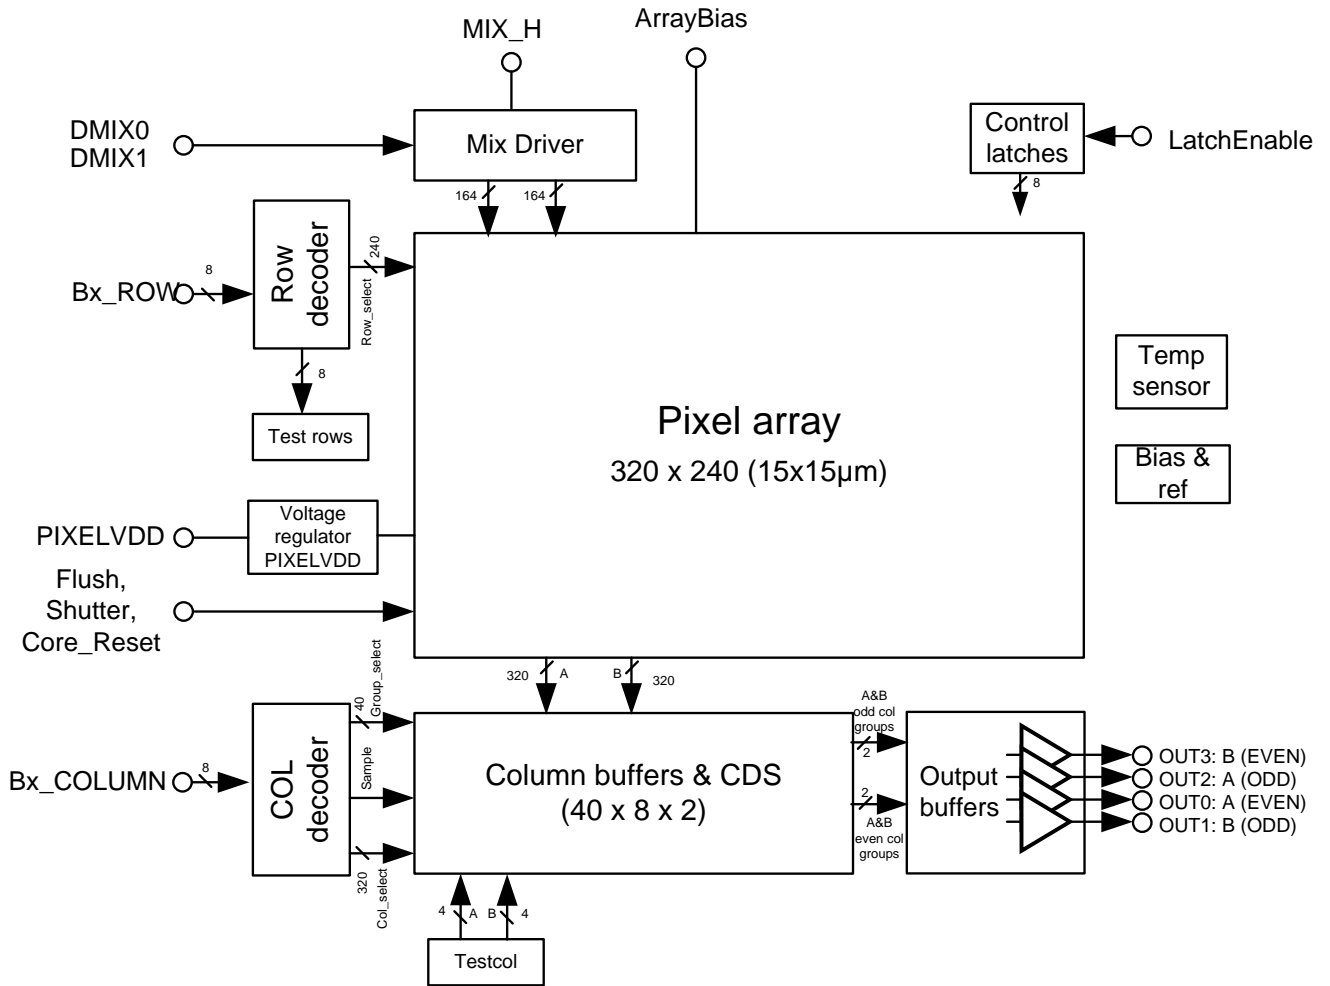 ArrayBias
MIX_H
DMIX0
DMIX1
Mix Driver
Control
latches
LatchEnable
164
164
8
Row
decoder
240
Row_select
8
Bx_ROW
8
Test rows
Pixel array
320 x 240 (15x15µm)
Temp
sensor
Bias &
ref
PIXELVDD
Voltage
regulator
PIXELVDD
Flush,
Shutter,
Core_Reset
320
A
B
320
Bx_COLUMN
8
COL
decoder
40
Group_select
Sample
320
Col_select
Column buffers & CDS
(40 x 8 x 2)
A&B
odd col
groups
2
2
A&B
even col
groups
Output
buffers
OUT3: B (EVEN)
OUT2: A (ODD)
OUT0: A (EVEN)
OUT1: B (ODD)
4
A
B
4
Testcol